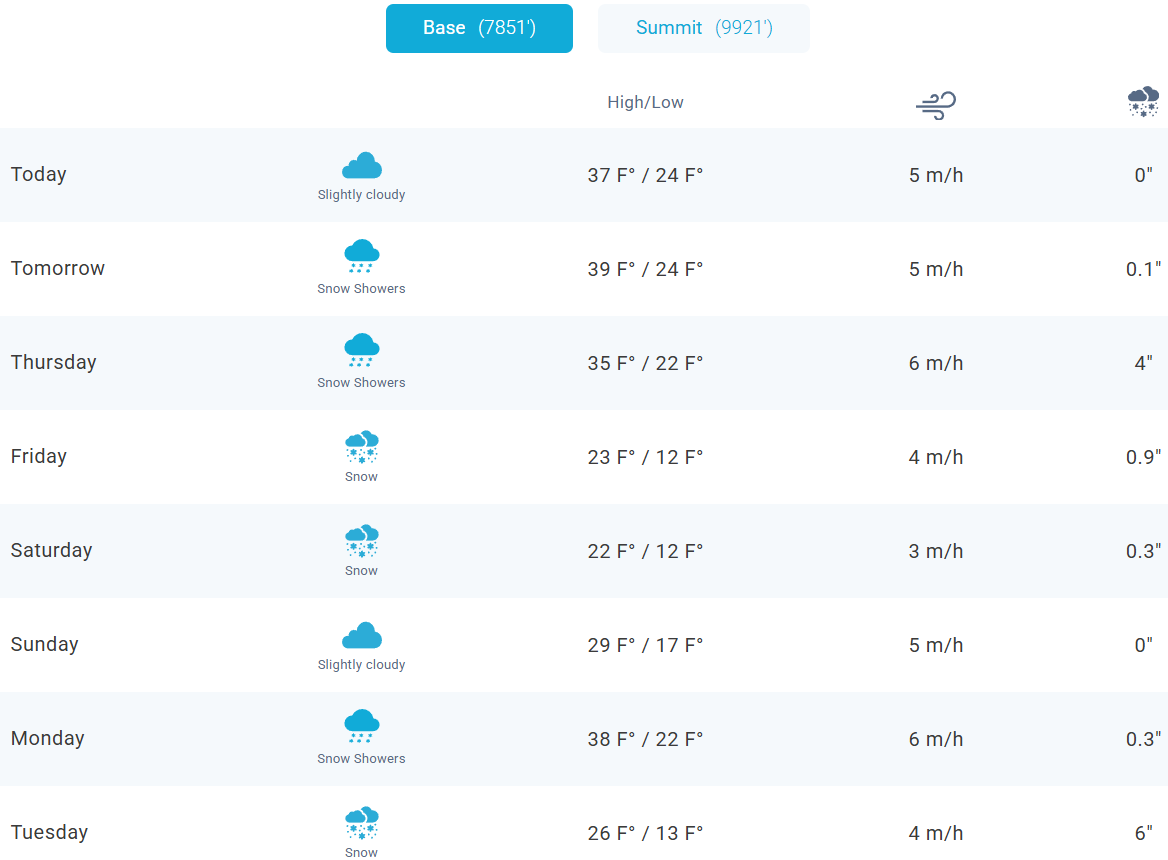 Base (7851') Summit (9921')
High/Low
Today Slightly cloudy 37 F° / 24 F° 5 m/h 0"
Tomorrow Snow Showers 39 F° / 24 F° 5 m/h 0.1"
Thursday Snow Showers 35 F° / 22 F° 6 m/h 4"
Friday Snow 23 F° / 12 F° 4 m/h 0.9"
Saturday Snow 22 F° / 12 F° 3 m/h 0.3"
Sunday Slightly cloudy 29 F° / 17 F° 5 m/h 0"
Monday Snow Showers 38 F° / 22 F° 6 m/h 0.3"
Tuesday Snow 26 F° / 13 F° 4 m/h 6"